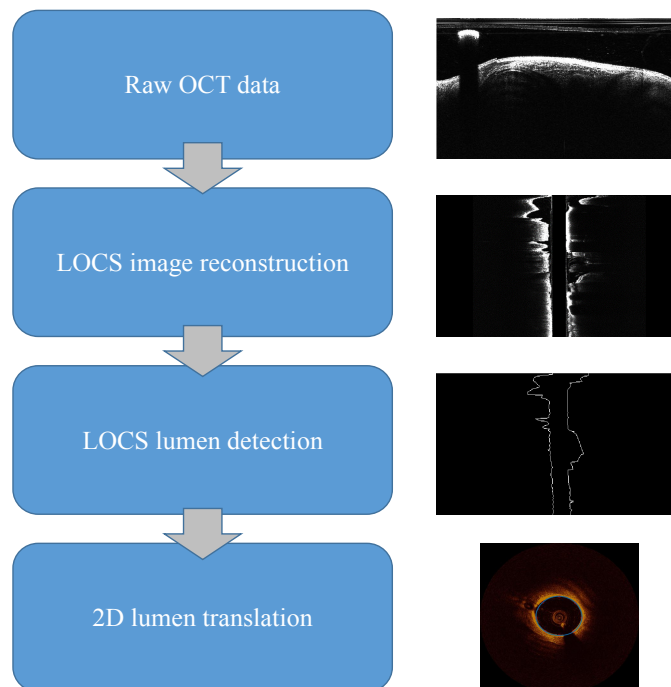 Raw OCT data
LOCS image reconstruction
LOCS lumen detection
2D lumen translation